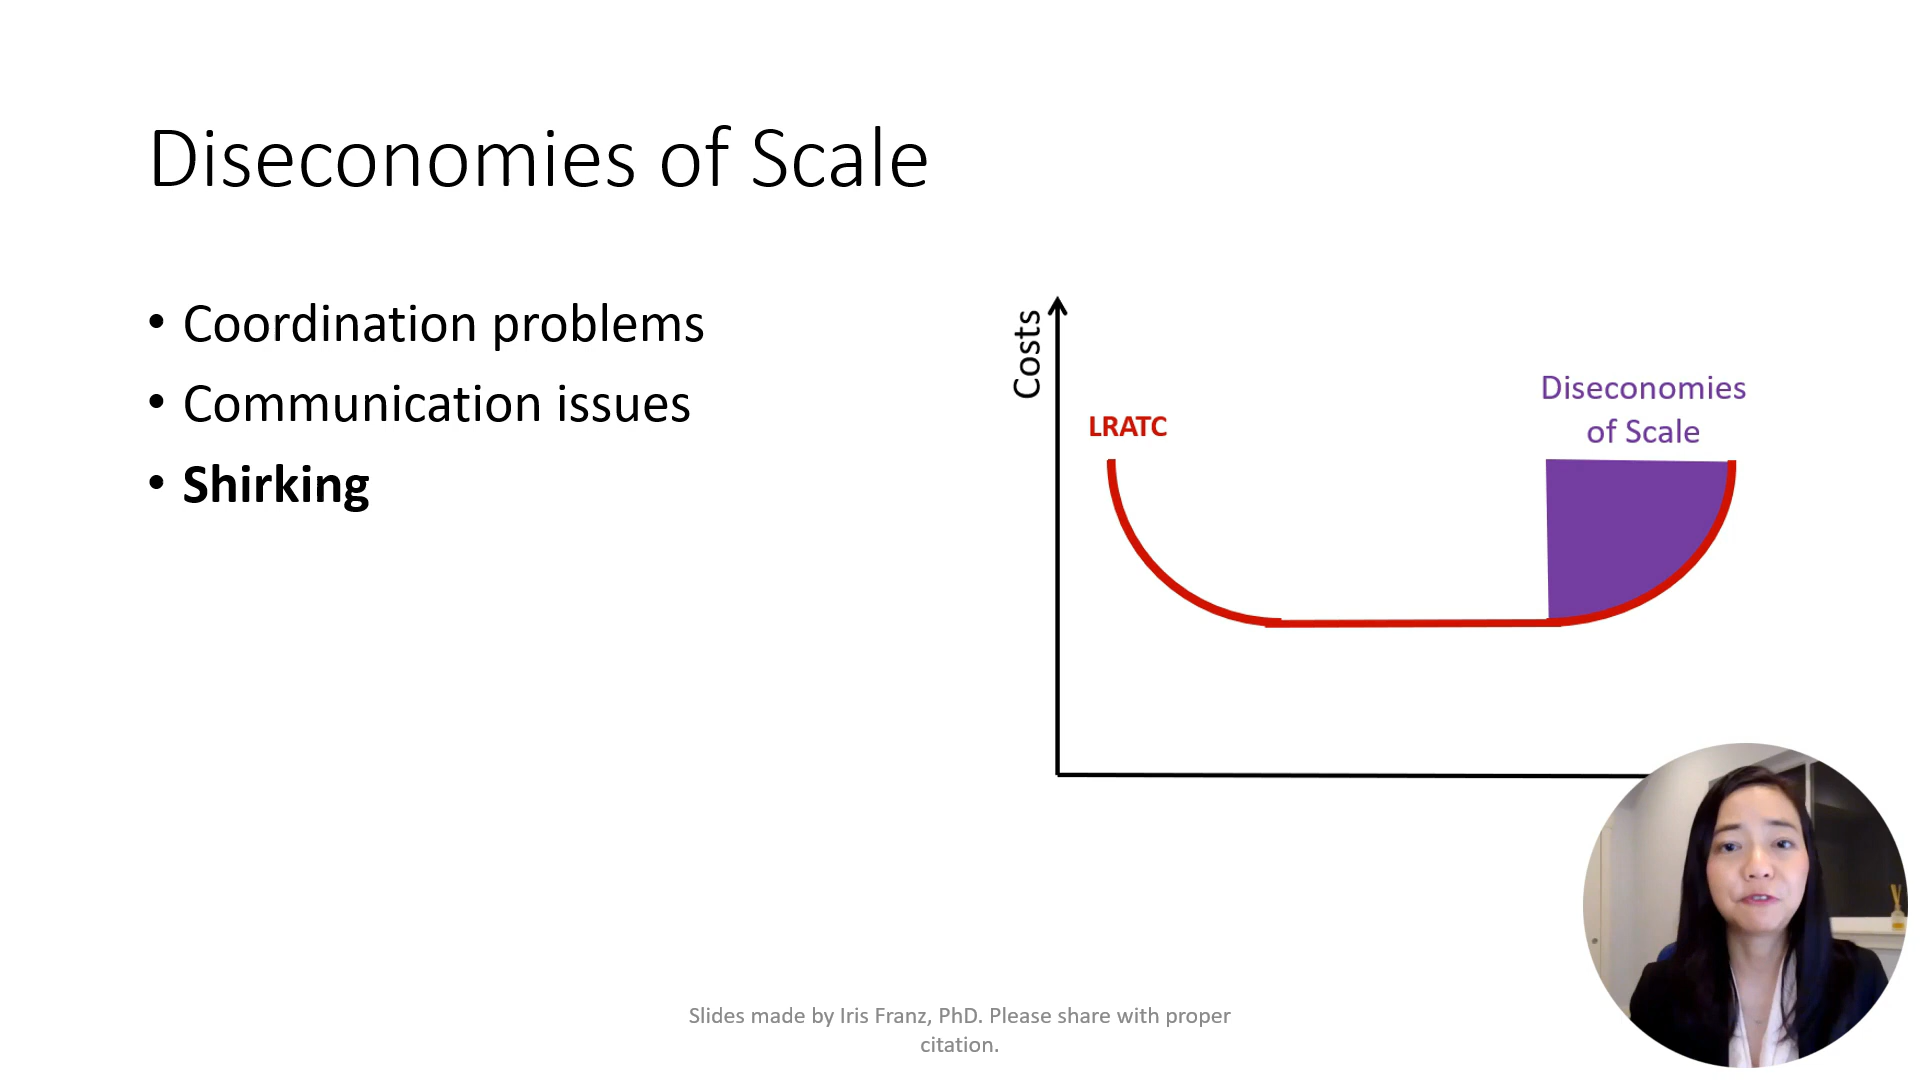 Diseconomies of Scale
• Coordination problems
• Communication issues
• Shirking
Costs
LRATC
Diseconomies
of Scale
Slides made by Iris Franz, PhD. Please share with proper
citation.